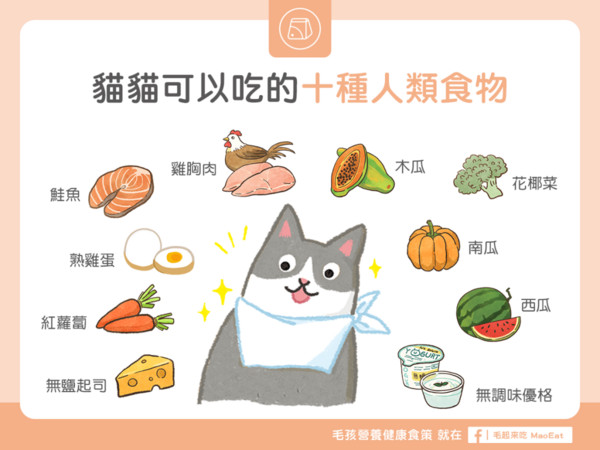 貓貓可以吃的十種人類食物
雞胸肉
木瓜
鮭魚
花椰菜
熟雞蛋
南瓜
紅蘿蔔
西瓜
YOGURT
無鹽起司
無調味優格
毛孩營養健康食策 就在 f 毛起來吃 MaoEat